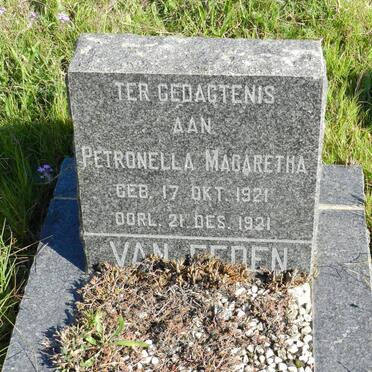 TER GEDAGTENIS
AAN
PETRONELLA MAGARETHA
GEB. 17 OKT. 1921
OORL. 21 DES. 1921
VAN EEDEN